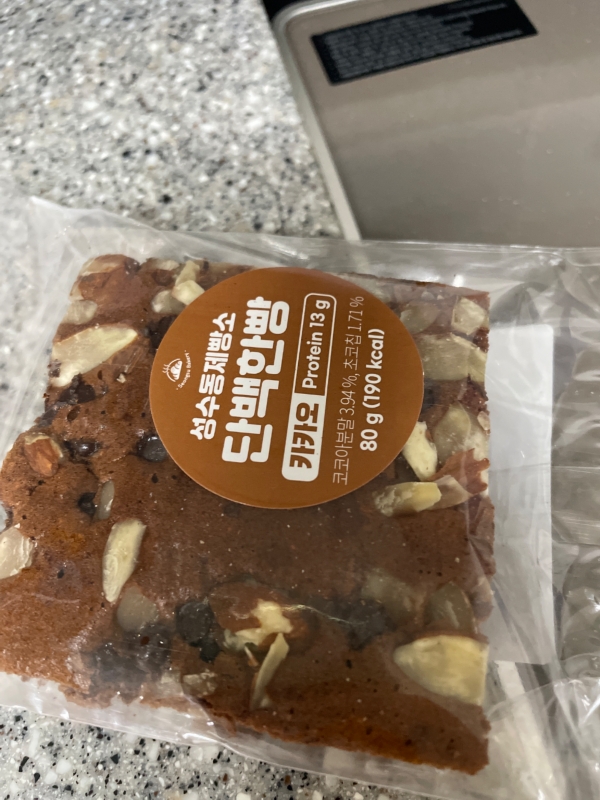 성수동제빵소
단백한빵
카카오 Protein 13 g
코코아분말 3.94 %, 초코칩 1.71 %
80 g (190 kcal)